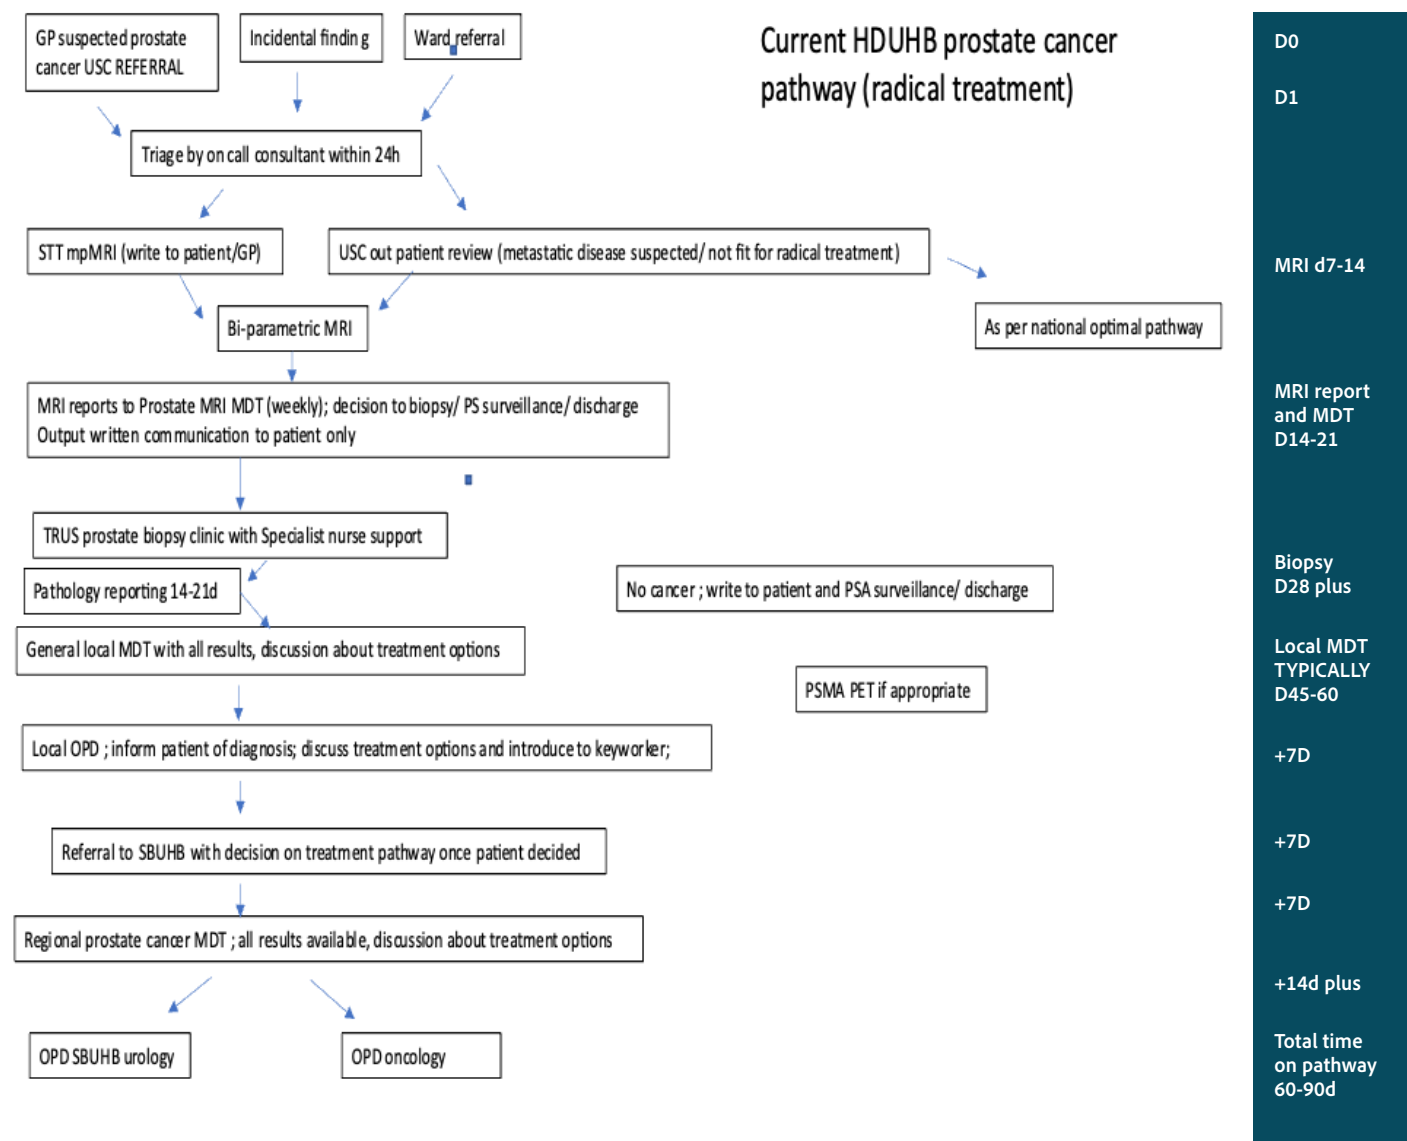 GP suspected prostate
cancer USC REFERRAL
Incidental finding
Ward referral
Current HDUHB prostate cancer
pathway (radical treatment)
D0
D1
Triage by on call consultant within 24h
STT mpMRI (write to patient/GP)
USC out patient review (metastatic disease suspected/ not fit for radical treatment)
MRI d7-14
Bi-parametric MRI
As per national optimal pathway
MRI reports to Prostate MRI MDT (weekly); decision to biopsy/ PS surveillance/ discharge
Output written communication to patient only
MRI report
and MDT
D14-21
TRUS prostate biopsy clinic with Specialist nurse support
Pathology reporting 14-21d
No cancer ; write to patient and PSA surveillance/ discharge
Biopsy
D28 plus
General local MDT with all results, discussion about treatment options
PSMA PET if appropriate
Local MDT
TYPICALLY
D45-60
Local OPD ; inform patient of diagnosis; discuss treatment options and introduce to keyworker;
+7D
Referral to SBUHB with decision on treatment pathway once patient decided
+7D
+7D
Regional prostate cancer MDT ; all results available, discussion about treatment options
+14d plus
OPD SBUHB urology
OPD oncology
Total time
on pathway
60-90d